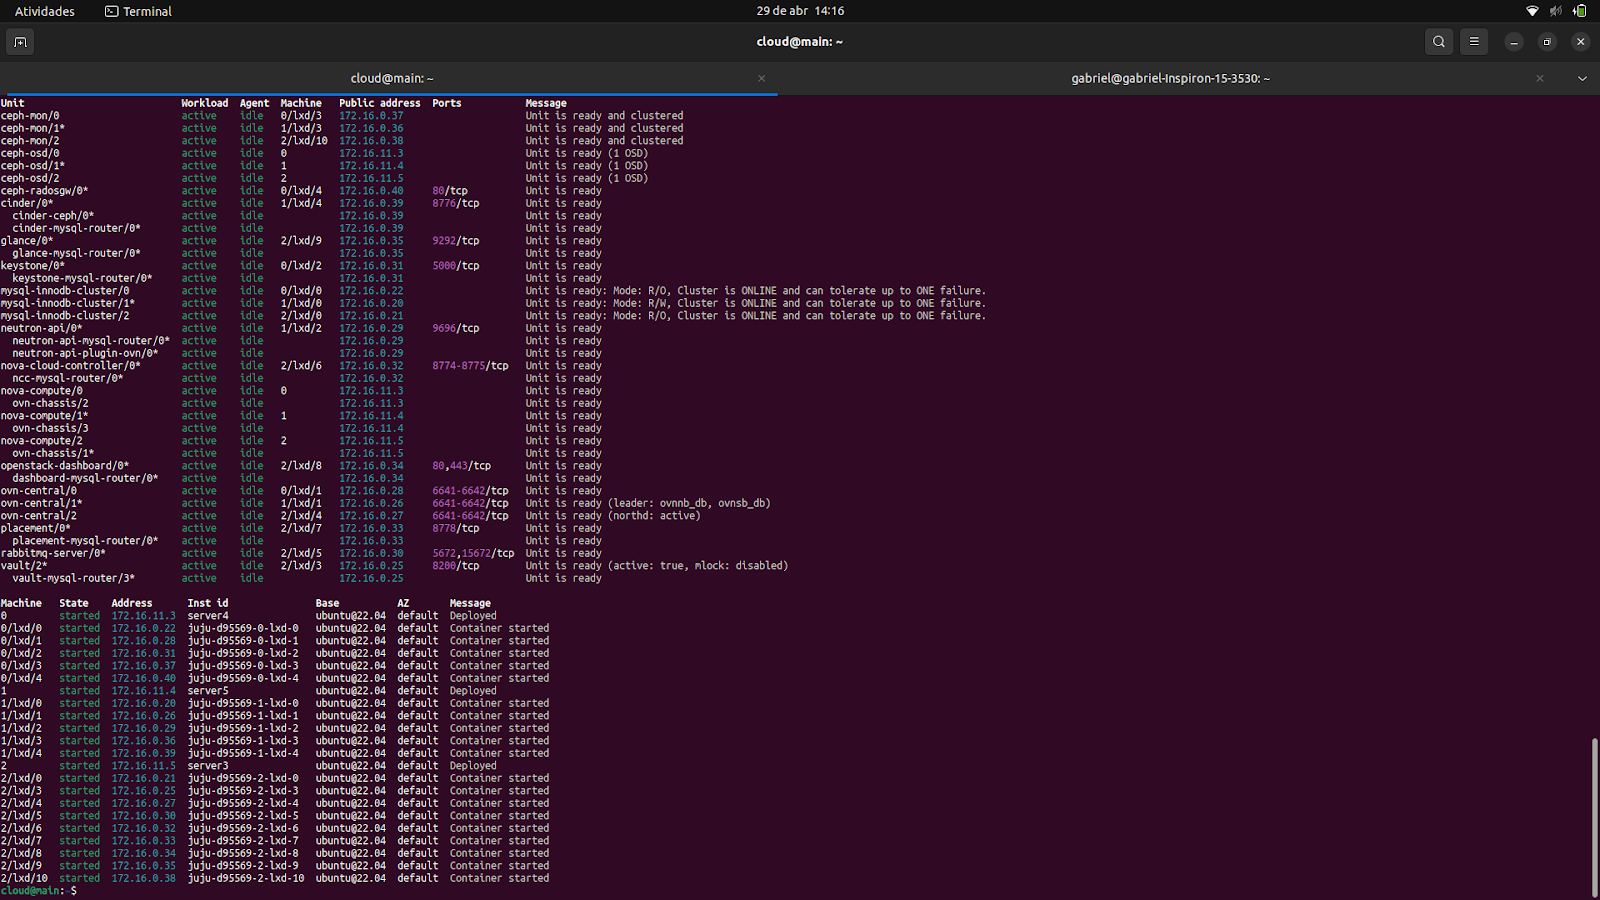 Atividades Terminal 29 de abr 14:16
cloud@main: ~
cloud@main: ~ gabriel@gabriel-Inspiron-15-3530: ~
Unit Workload Agent Machine Public address Ports Message
ceph-mon/0 active idle 0/lxd/3 172.16.0.37 Unit is ready and clustered
ceph-mon/1* active idle 1/lxd/3 172.16.0.36 Unit is ready and clustered
ceph-mon/2 active idle 2/lxd/10 172.16.0.38 Unit is ready and clustered
ceph-osd/0 active idle 0 172.16.11.3 Unit is ready (1 OSD)
ceph-osd/1* active idle 1 172.16.11.4 Unit is ready (1 OSD)
ceph-osd/2 active idle 2 172.16.11.5 Unit is ready (1 OSD)
ceph-radosgw/0* active idle 0/lxd/4 172.16.0.40 80/tcp Unit is ready
cinder/0* active idle 1/lxd/4 172.16.0.39 8776/tcp Unit is ready
cinder-ceph/0* active idle 172.16.0.39 Unit is ready
cinder-mysql-router/0* active idle 172.16.0.39 Unit is ready
glance/0* active idle 2/lxd/9 172.16.0.35 9292/tcp Unit is ready
glance-mysql-router/0* active idle 172.16.0.35 Unit is ready
keystone/0* active idle 0/lxd/2 172.16.0.31 5000/tcp Unit is ready
keystone-mysql-router/0* active idle 172.16.0.31 Unit is ready
mysql-innodb-cluster/0 active idle 0/lxd/0 172.16.0.22 Unit is ready: Mode: R/O, Cluster is ONLINE and can tolerate up to ONE failure.
mysql-innodb-cluster/1* active idle 1/lxd/0 172.16.0.20 Unit is ready: Mode: R/W, Cluster is ONLINE and can tolerate up to ONE failure.
mysql-innodb-cluster/2 active idle 2/lxd/0 172.16.0.21 Unit is ready: Mode: R/O, Cluster is ONLINE and can tolerate up to ONE failure.
neutron-api/0* active idle 1/lxd/2 172.16.0.29 9696/tcp Unit is ready
neutron-api-mysql-router/0* active idle 172.16.0.29 Unit is ready
neutron-api-plugin-ovn/0* active idle 172.16.0.29 Unit is ready
nova-cloud-controller/0* active idle 2/lxd/6 172.16.0.32 8774-8775/tcp Unit is ready
ncc-mysql-router/0* active idle 172.16.0.32 Unit is ready
nova-compute/0 active idle 0 172.16.11.3 Unit is ready
ovn-chassis/2 active idle 172.16.11.3 Unit is ready
nova-compute/1* active idle 1 172.16.11.4 Unit is ready
ovn-chassis/3 active idle 172.16.11.4 Unit is ready
nova-compute/2 active idle 2 172.16.11.5 Unit is ready
ovn-chassis/1* active idle 172.16.11.5 Unit is ready
openstack-dashboard/0* active idle 2/lxd/8 172.16.0.34 80,443/tcp Unit is ready
dashboard-mysql-router/0* active idle 172.16.0.34 Unit is ready
ovn-central/0 active idle 0/lxd/1 172.16.0.28 6641-6642/tcp Unit is ready
ovn-central/1* active idle 1/lxd/1 172.16.0.26 6641-6642/tcp Unit is ready (leader: ovnnb_db, ovnsb_db)
ovn-central/2 active idle 2/lxd/4 172.16.0.27 6641-6642/tcp Unit is ready (northd: active)
placement/0* active idle 2/lxd/7 172.16.0.33 8778/tcp Unit is ready
placement-mysql-router/0* active idle 172.16.0.33 Unit is ready
rabbitmq-server/0* active idle 2/lxd/5 172.16.0.30 5672,15672/tcp Unit is ready
vault/2* active idle 2/lxd/3 172.16.0.25 8200/tcp Unit is ready (active: true, mlock: disabled)
vault-mysql-router/3* active idle 172.16.0.25 Unit is ready
Machine State Address Inst id Base AZ Message
0 started 172.16.11.3 server4 ubuntu@22.04 default Deployed
0/lxd/0 started 172.16.0.22 juju-d95569-0-lxd-0 ubuntu@22.04 default Container started
0/lxd/1 started 172.16.0.28 juju-d95569-0-lxd-1 ubuntu@22.04 default Container started
0/lxd/2 started 172.16.0.31 juju-d95569-0-lxd-2 ubuntu@22.04 default Container started
0/lxd/3 started 172.16.0.37 juju-d95569-0-lxd-3 ubuntu@22.04 default Container started
0/lxd/4 started 172.16.0.40 juju-d95569-0-lxd-4 ubuntu@22.04 default Container started
1 started 172.16.11.4 server5 ubuntu@22.04 default Deployed
1/lxd/0 started 172.16.0.20 juju-d95569-1-lxd-0 ubuntu@22.04 default Container started
1/lxd/1 started 172.16.0.26 juju-d95569-1-lxd-1 ubuntu@22.04 default Container started
1/lxd/2 started 172.16.0.29 juju-d95569-1-lxd-2 ubuntu@22.04 default Container started
1/lxd/3 started 172.16.0.36 juju-d95569-1-lxd-3 ubuntu@22.04 default Container started
1/lxd/4 started 172.16.0.39 juju-d95569-1-lxd-4 ubuntu@22.04 default Container started
2 started 172.16.11.5 server3 ubuntu@22.04 default Deployed
2/lxd/0 started 172.16.0.21 juju-d95569-2-lxd-0 ubuntu@22.04 default Container started
2/lxd/3 started 172.16.0.25 juju-d95569-2-lxd-3 ubuntu@22.04 default Container started
2/lxd/4 started 172.16.0.27 juju-d95569-2-lxd-4 ubuntu@22.04 default Container started
2/lxd/5 started 172.16.0.30 juju-d95569-2-lxd-5 ubuntu@22.04 default Container started
2/lxd/6 started 172.16.0.32 juju-d95569-2-lxd-6 ubuntu@22.04 default Container started
2/lxd/7 started 172.16.0.33 juju-d95569-2-lxd-7 ubuntu@22.04 default Container started
2/lxd/8 started 172.16.0.34 juju-d95569-2-lxd-8 ubuntu@22.04 default Container started
2/lxd/9 started 172.16.0.35 juju-d95569-2-lxd-9 ubuntu@22.04 default Container started
2/lxd/10 started 172.16.0.38 juju-d95569-2-lxd-10 ubuntu@22.04 default Container started
cloud@main:~$